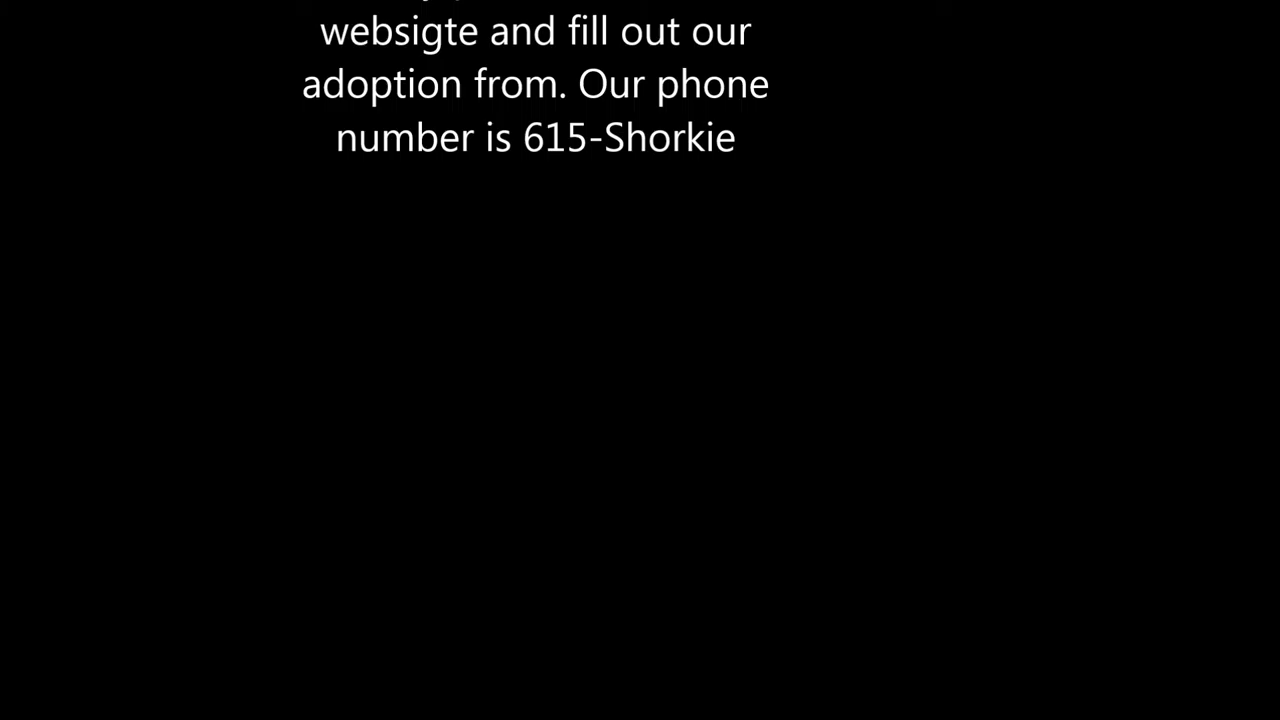 websigte and fill out our
adoption from. Our phone
number is 615-Shorkie